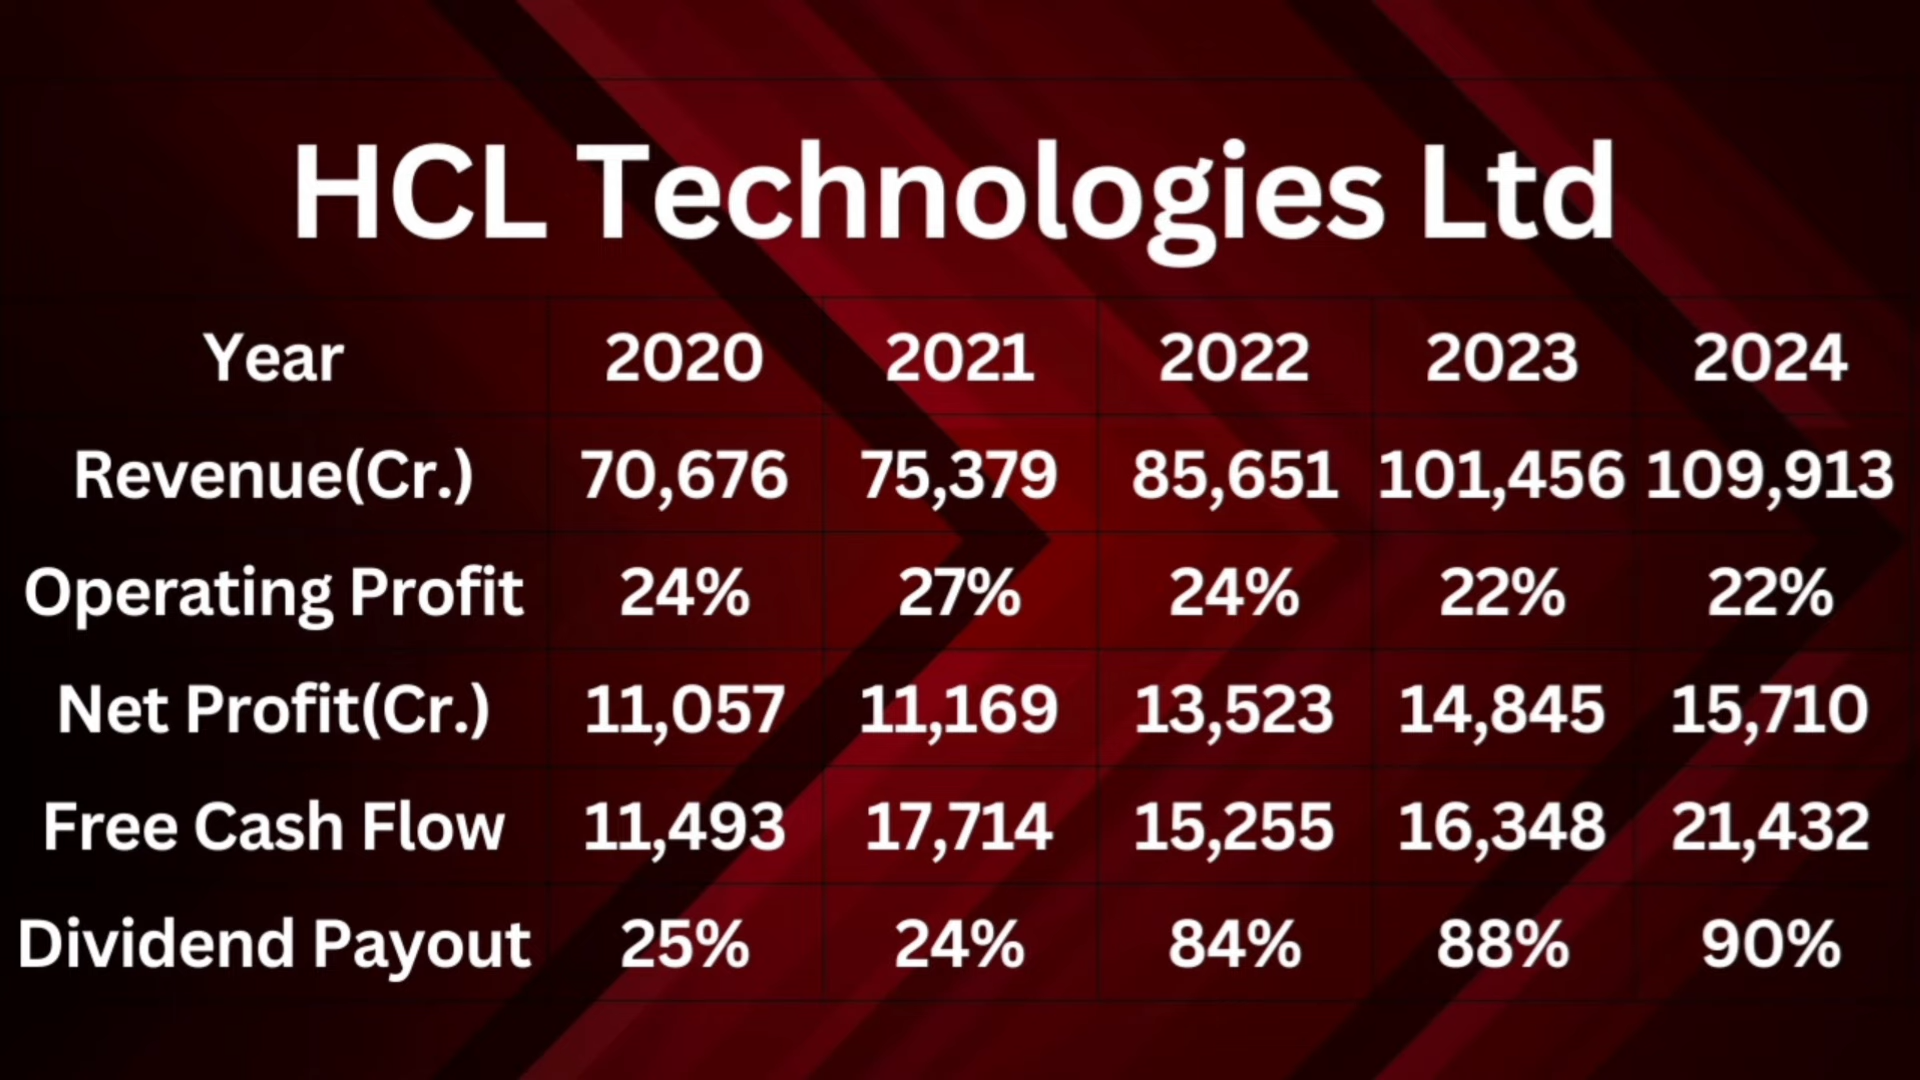 HCL Technologies Ltd
Year 2020 2021 2022 2023 2024
Revenue(Cr.) 70,676 75,379 85,651 101,456 109,913
Operating Profit 24% 27% 24% 22% 22%
Net Profit(Cr.) 11,057 11,169 13,523 14,845 15,710
Free Cash Flow 11,493 17,714 15,255 16,348 21,432
Dividend Payout 25% 24% 84% 88% 90%